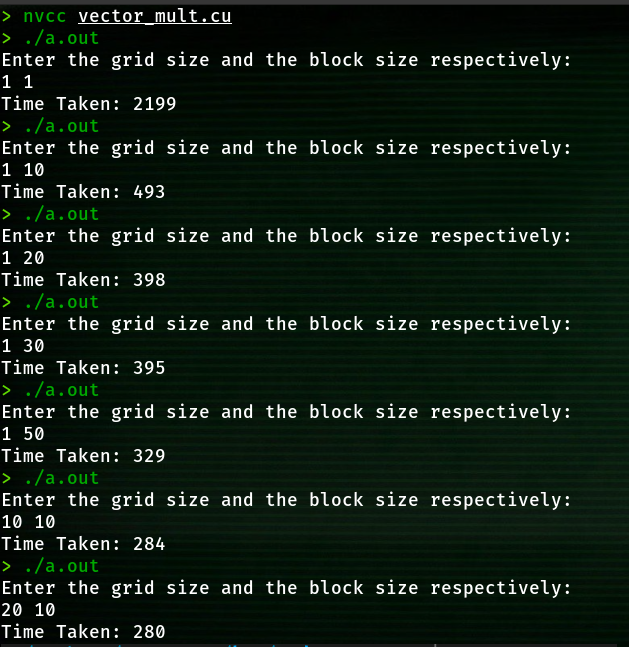 > nvcc vector_mult.cu
> ./a.out
Enter the grid size and the block size respectively:
1 1
Time Taken: 2199
> ./a.out
Enter the grid size and the block size respectively:
1 10
Time Taken: 493
> ./a.out
Enter the grid size and the block size respectively:
1 20
Time Taken: 398
> ./a.out
Enter the grid size and the block size respectively:
1 30
Time Taken: 395
> ./a.out
Enter the grid size and the block size respectively:
1 50
Time Taken: 329
> ./a.out
Enter the grid size and the block size respectively:
10 10
Time Taken: 284
> ./a.out
Enter the grid size and the block size respectively:
20 10
Time Taken: 280